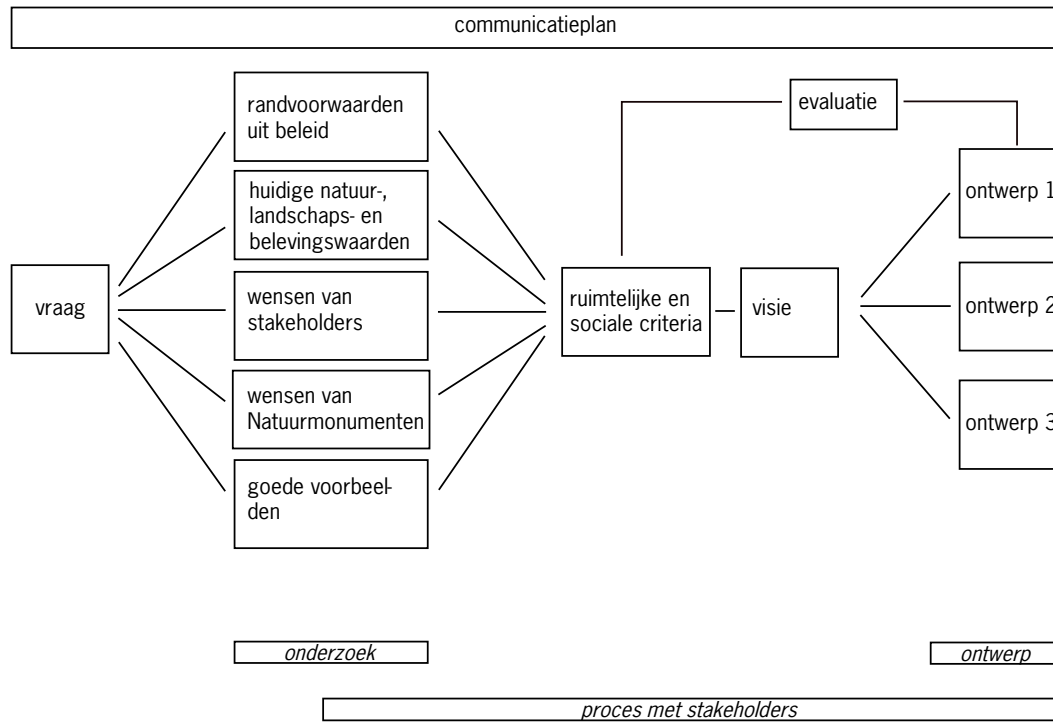 communicatieplan
randvoorwaarden
uit beleid
evaluatie
huidige natuur-,
landschaps- en
belevingswaarden
ontwerp 1
vraag
wensen van
stakeholders
ruimtelijke en
sociale criteria
visie
ontwerp 2
wensen van
Natuurmonumenten
ontwerp 3
goede voorbeel-
den
onderzoek
ontwerp
proces met stakeholders